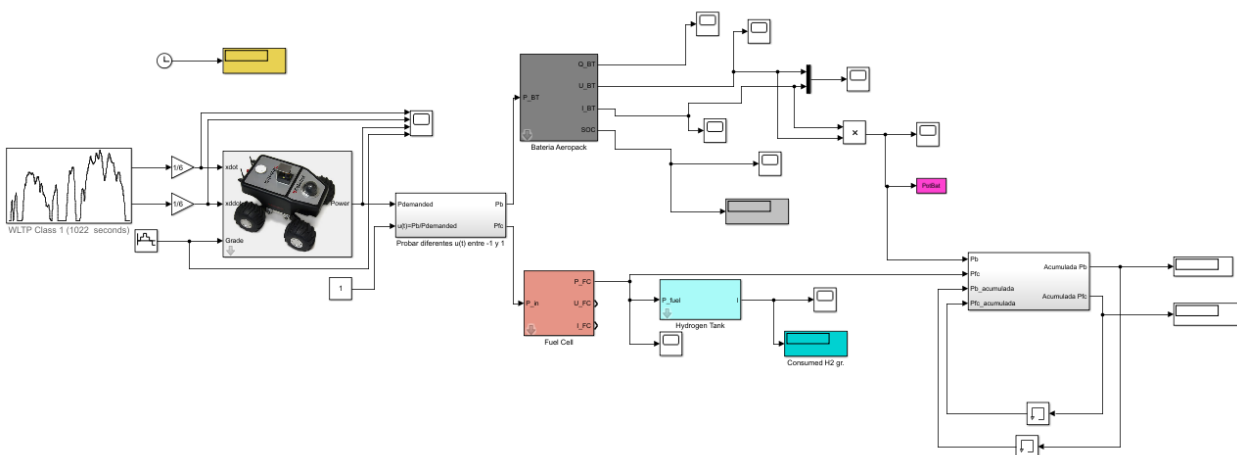 Q_BT
U_BT
P_BT
I_BT
SOC
Bateria Aeropack
×
PotBat
1/6
xdot
1/6
xddot
Power
Grade
WLTP Class 1 (1022 seconds)
Pdemanded
Pb
u(t)=Pb/Pdemanded
Pfc
Probar diferentes u(t) entre -1 y 1
1
P_FC
P_in
U_FC
I_FC
Fuel Cell
P_fuel
Hydrogen Tank
Consumed H2 gr.
Pb
Acumulada Pb
Pfc
Pb_acumulada
Acumulada Pfc
Pfc_acumulada